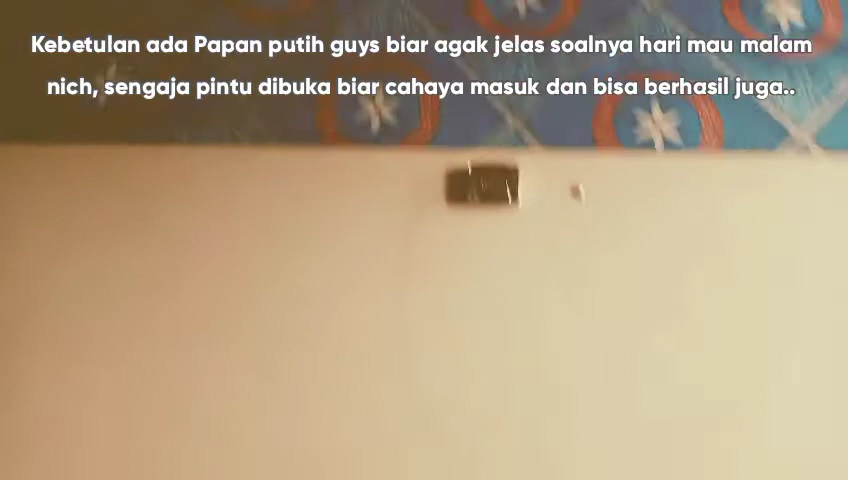 Kebetulan ada Papan putih guys biar agak jelas soalnya hari mau malam
nich, sengaja pintu dibuka biar cahaya masuk dan bisa berhasil juga..